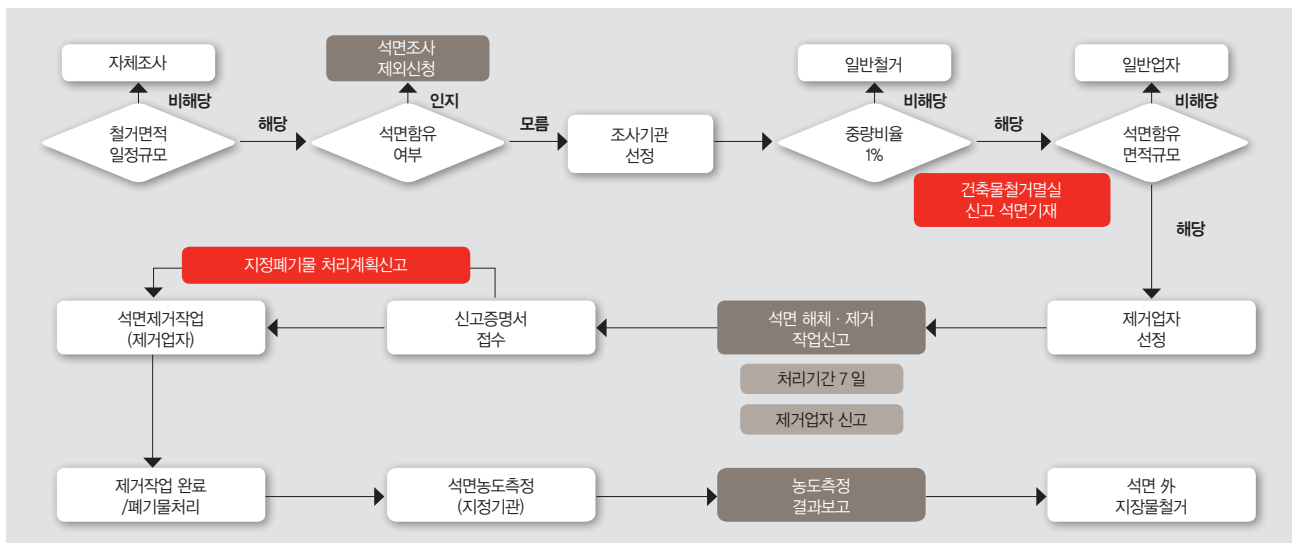 자체조사
석면조사
제외신청
일반철거
일반업자
비해당
인지
비해당
비해당
철거면적
일정규모
해당
석면함유
여부
모름
조사기관
선정
중량비율
1%
해당
석면함유
면적규모
건축물철거멸실
신고 석면기재
해당
지정폐기물 처리계획신고
석면제거작업
(제거업자)
신고증명서
접수
석면 해체 · 제거
작업신고
제거업자
선정
처리기간 7 일
제거업자 신고
제거작업 완료
/폐기물처리
석면농도측정
(지정기관)
농도측정
결과보고
석면 外
지장물철거